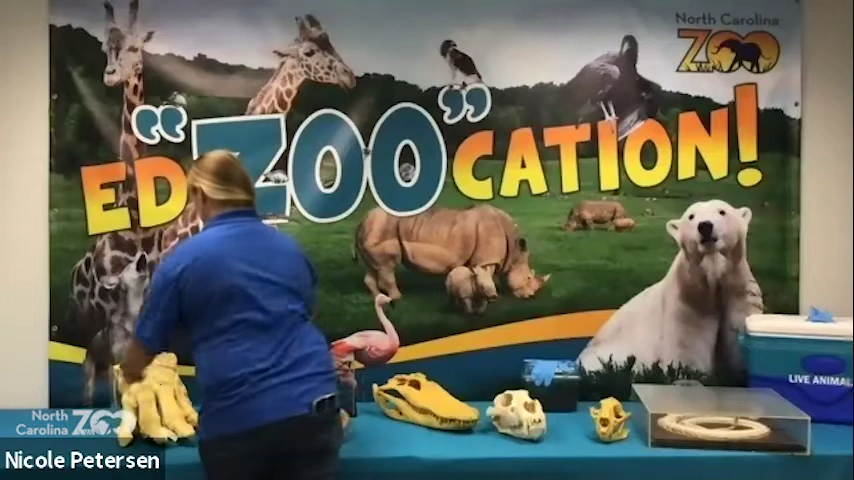 North Carolina
ZOO
ED"ZOO"CATION!
LIVE ANIMAL
North
Carolina ZOO
Nicole Petersen